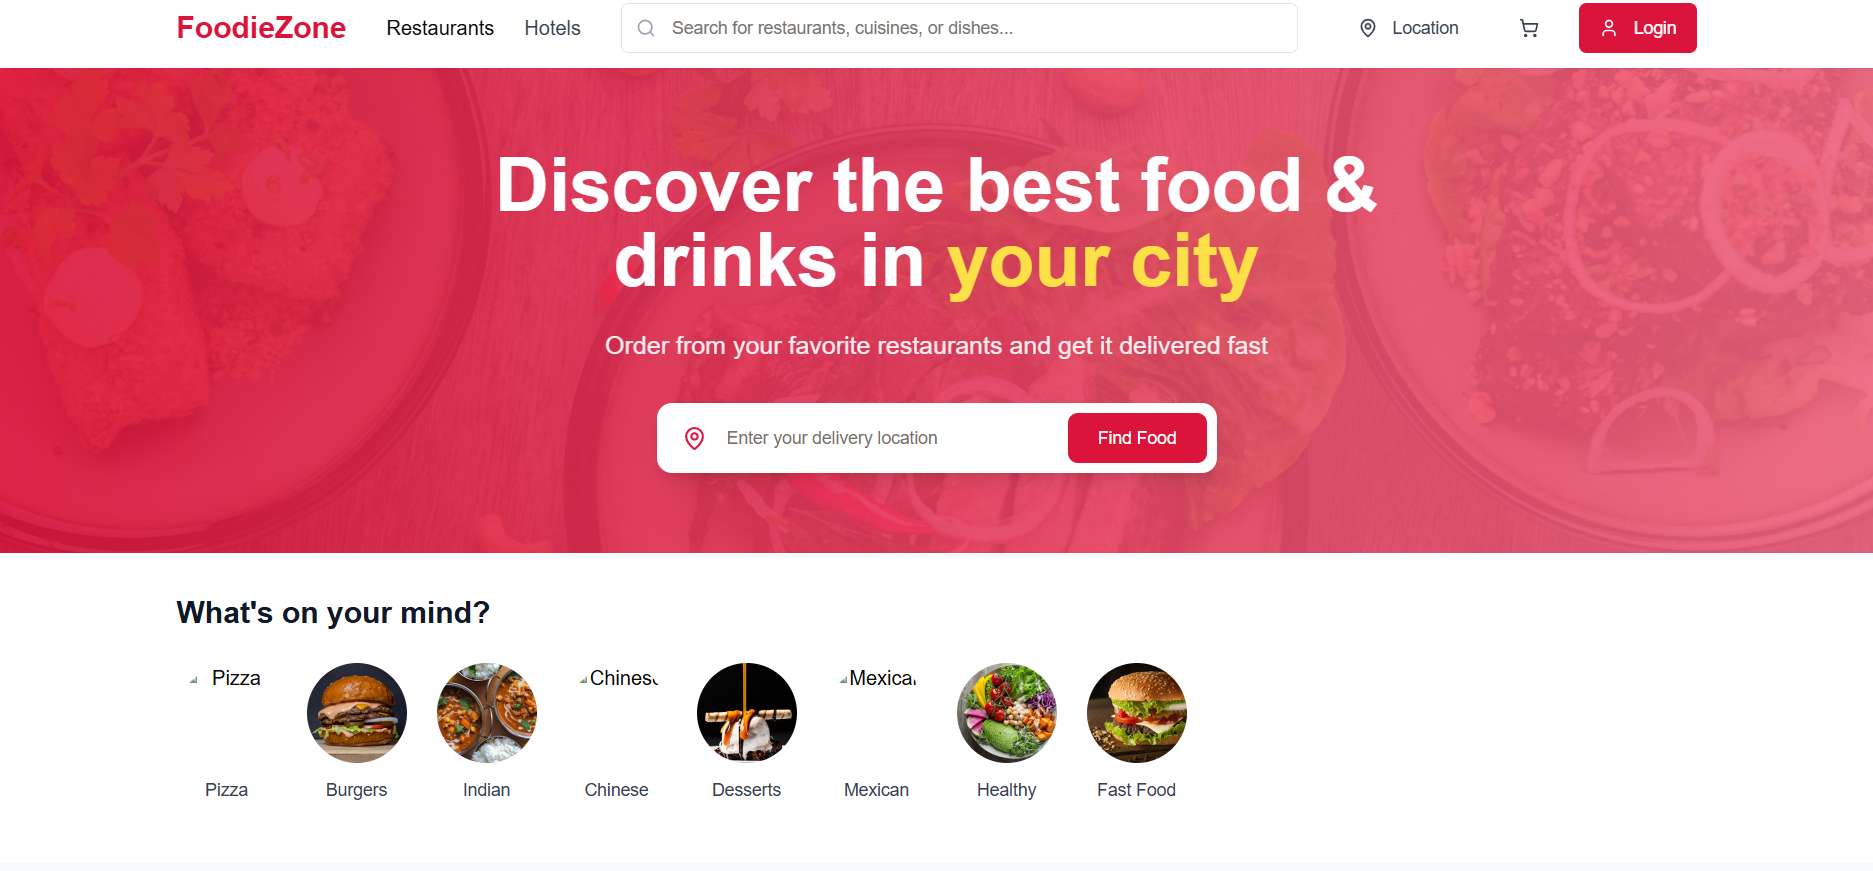 FoodieZone
Restaurants
Hotels
Search for restaurants, cuisines, or dishes...
Location
Login
Discover the best food &
drinks in your city
Order from your favorite restaurants and get it delivered fast
Enter your delivery location
Find Food
What's on your mind?
Pizza
Chinese
Mexican
Pizza
Burgers
Indian
Chinese
Desserts
Mexican
Healthy
Fast Food